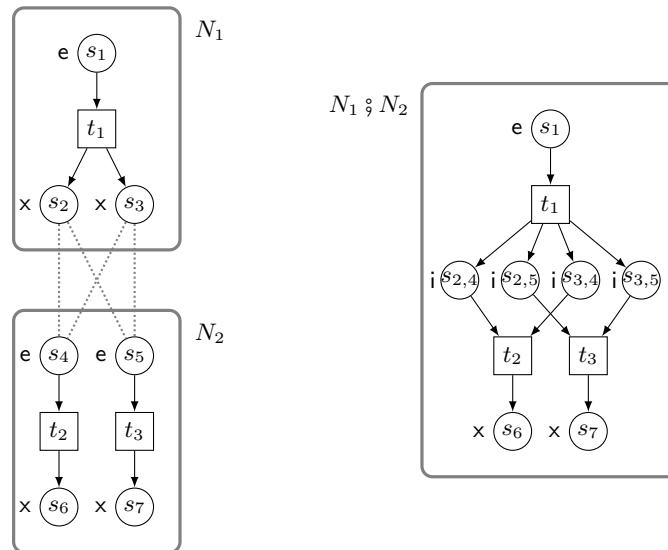 N₁
e s₁
t₁
x s₂ x s₃
N₂
e s₄ e s₅
t₂ t₃
x s₆ x s₇
N₁ ⨟ N₂
e s₁
t₁
i s₂,₄ i s₂,₅ i s₃,₄ i s₃,₅
t₂ t₃
x s₆ x s₇